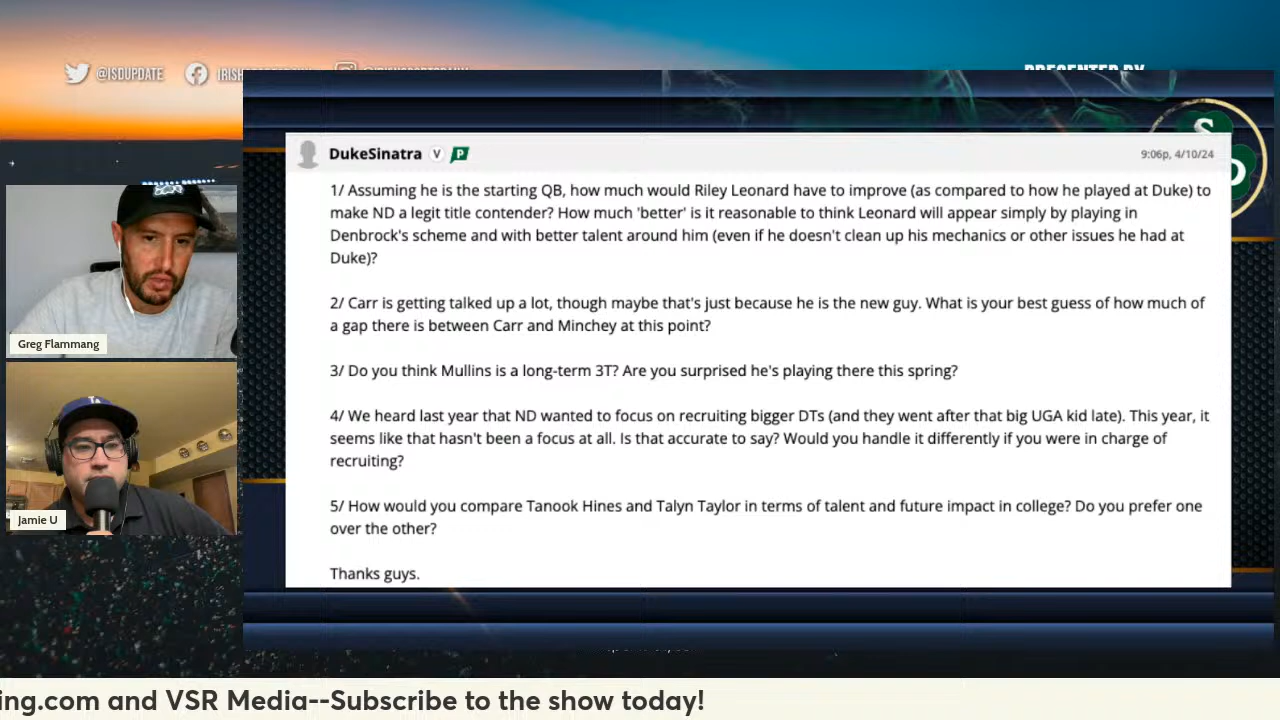 @ISDUPDATE
IRISH
PRESENTED BY
S
D
DukeSinatra V P
9:06p, 4/10/24
1/ Assuming he is the starting QB, how much would Riley Leonard have to improve (as compared to how he played at Duke) to
make ND a legit title contender? How much 'better' is it reasonable to think Leonard will appear simply by playing in
Denbrock's scheme and with better talent around him (even if he doesn't clean up his mechanics or other issues he had at
Duke)?
2/ Carr is getting talked up a lot, though maybe that's just because he is the new guy. What is your best guess of how much of
a gap there is between Carr and Minchey at this point?
3/ Do you think Mullins is a long-term 3T? Are you surprised he's playing there this spring?
4/ We heard last year that ND wanted to focus on recruiting bigger DTs (and they went after that big UGA kid late). This year, it
seems like that hasn't been a focus at all. Is that accurate to say? Would you handle it differently if you were in charge of
recruiting?
5/ How would you compare Tanook Hines and Talyn Taylor in terms of talent and future impact in college? Do you prefer one
over the other?
Thanks guys.
Greg Flammang
LA
Jamie U
ing.com and VSR Media--Subscribe to the show today!